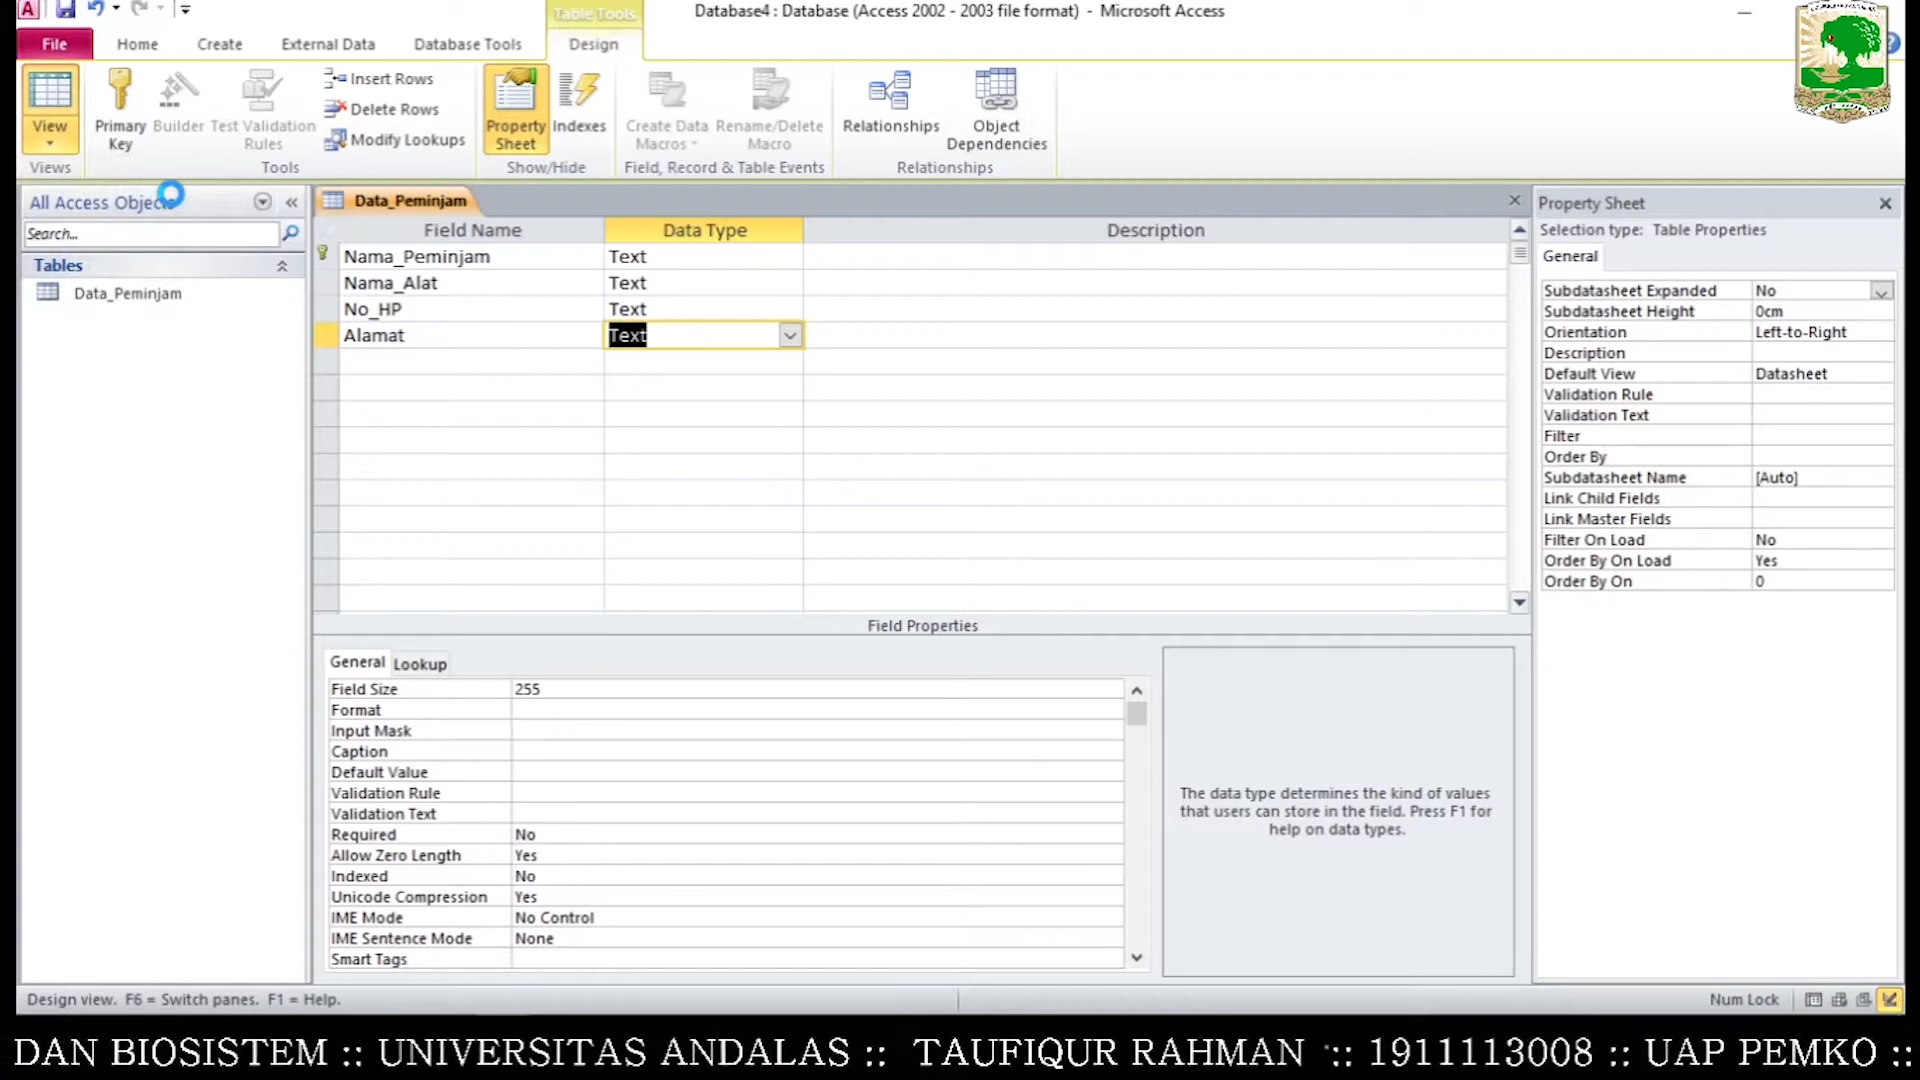 Table Tools
Database4 : Database (Access 2002 - 2003 file format) - Microsoft Access
File Home Create External Data Database Tools Design
View
Primary Key
Builder
Test Validation Rules
Insert Rows
Delete Rows
Modify Lookups
Property Sheet
Indexes
Create Data Macros
Rename/Delete Macro
Relationships
Object Dependencies
Views Tools Show/Hide Field, Record & Table Events Relationships
All Access Objects
Search...
Tables
Data_Peminjam
Data_Peminjam
Field Name Data Type Description
Nama_Peminjam Text
Nama_Alat Text
No_HP Text
Alamat Text
Field Properties
General Lookup
Field Size 255
Format
Input Mask
Caption
Default Value
Validation Rule
Validation Text
Required No
Allow Zero Length Yes
Indexed No
Unicode Compression Yes
IME Mode No Control
IME Sentence Mode None
Smart Tags
The data type determines the kind of values
that users can store in the field. Press F1 for
help on data types.
Property Sheet
Selection type: Table Properties
General
Subdatasheet Expanded No
Subdatasheet Height 0cm
Orientation Left-to-Right
Description
Default View Datasheet
Validation Rule
Validation Text
Filter
Order By
Subdatasheet Name [Auto]
Link Child Fields
Link Master Fields
Filter On Load No
Order By On Load Yes
Order By On 0
Design view. F6 = Switch panes. F1 = Help.
Num Lock
DAN BIOSISTEM :: UNIVERSITAS ANDALAS :: TAUFIQUR RAHMAN :: 1911113008 :: UAP PEMKO ::